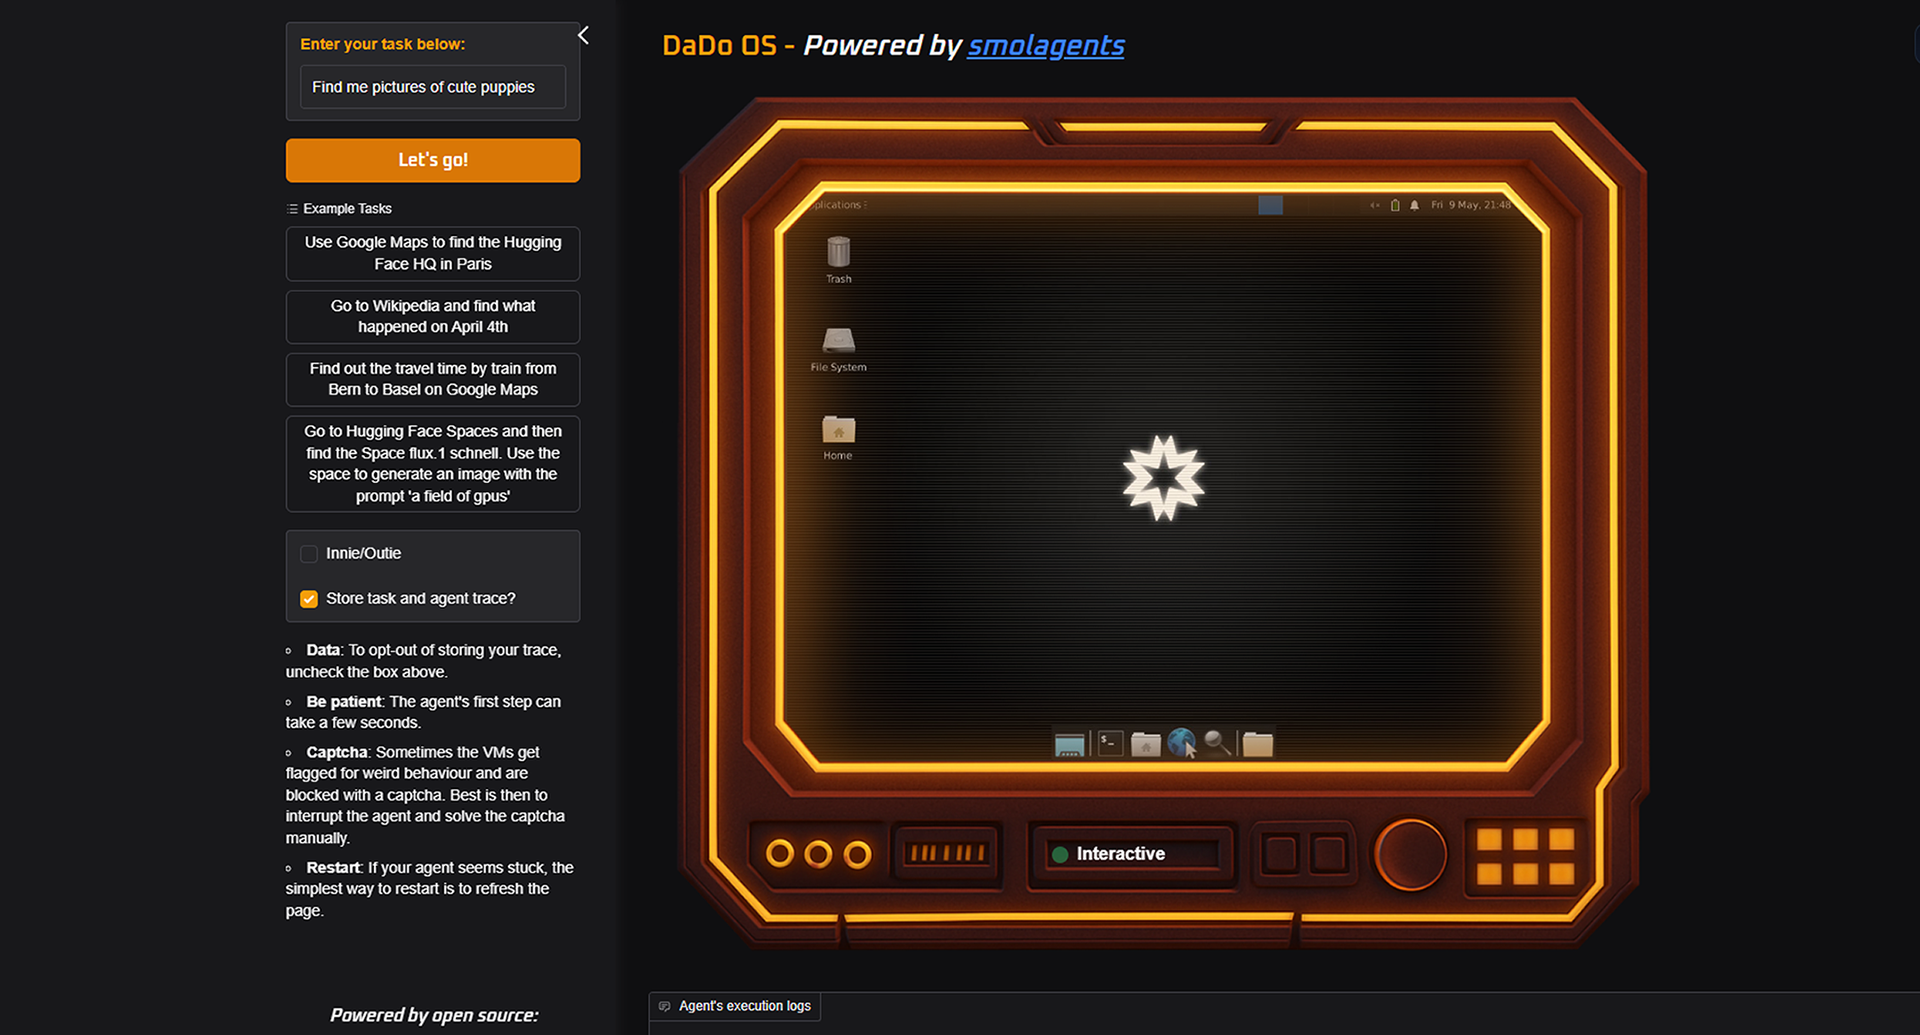 Enter your task below:
Find me pictures of cute puppies
Let's go!
Example Tasks
Use Google Maps to find the Hugging
Face HQ in Paris
Go to Wikipedia and find what
happened on April 4th
Find out the travel time by train from
Bern to Basel on Google Maps
Go to Hugging Face Spaces and then
find the Space flux.1 schnell. Use the
space to generate an image with the
prompt 'a field of gpus'
Innie/Outie
Store task and agent trace?
Data: To opt-out of storing your trace,
uncheck the box above.
Be patient: The agent's first step can
take a few seconds.
Captcha: Sometimes the VMs get
flagged for weird behaviour and are
blocked with a captcha. Best is then to
interrupt the agent and solve the captcha
manually.
Restart: If your agent seems stuck, the
simplest way to restart is to refresh the
page.
Powered by open source:
DaDo OS - Powered by smolagents
plications
Fri 9 May, 21:48
Trash
File System
Home
$_
Interactive
Agent's execution logs